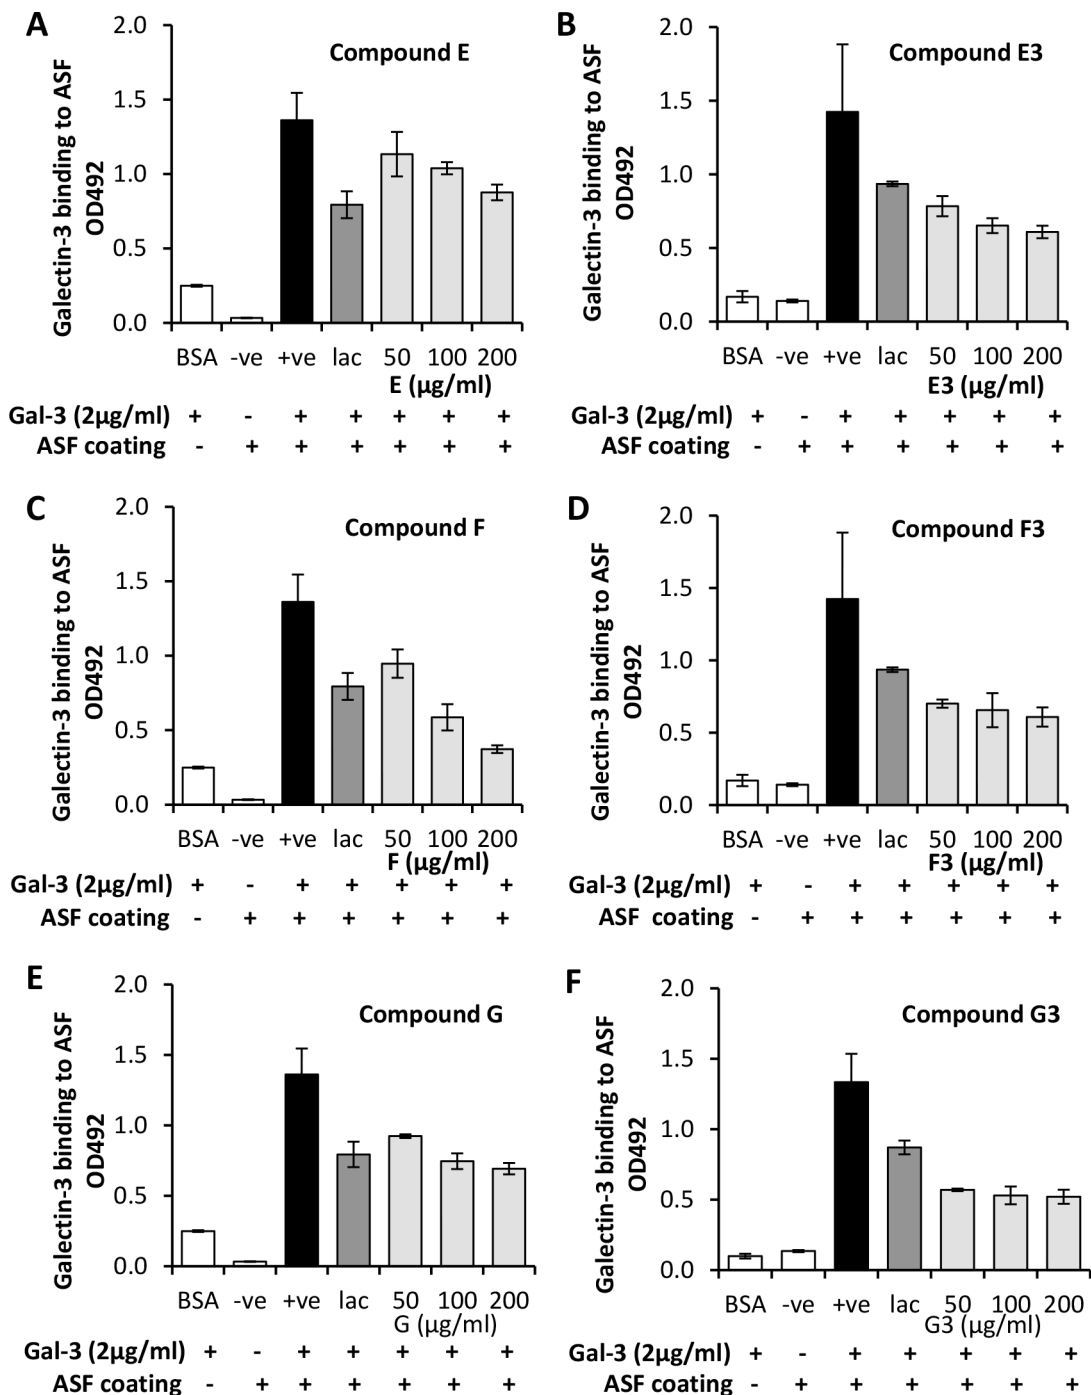 A
Compound E
Galectin-3 binding to ASF
OD492
2.0
1.5
1.0
0.5
0.0
BSA -ve +ve lac 50 100 200
E (µg/ml)
Gal-3 (2µg/ml) + - + + + + +
ASF coating - + + + + + +
B
Compound E3
Galectin-3 binding to ASF
OD492
2.0
1.5
1.0
0.5
0.0
BSA -ve +ve lac 50 100 200
E3 (µg/ml)
Gal-3 (2µg/ml) + - + + + + +
ASF coating - + + + + + +
C
Compound F
Galectin-3 binding to ASF
OD492
2.0
1.5
1.0
0.5
0.0
BSA -ve +ve lac 50 100 200
F (µg/ml)
Gal-3 (2µg/ml) + - + + + + +
ASF coating - + + + + + +
D
Compound F3
Galectin-3 binding to ASF
OD492
2.0
1.5
1.0
0.5
0.0
BSA -ve +ve lac 50 100 200
F3 (µg/ml)
Gal-3 (2µg/ml) + - + + + + +
ASF coating - + + + + + +
E
Compound G
Galectin-3 binding to ASF
OD492
2.0
1.5
1.0
0.5
0.0
BSA -ve +ve lac 50 100 200
G (µg/ml)
Gal-3 (2µg/ml) + - + + + + +
ASF coating - + + + + + +
F
Compound G3
Galectin-3 binding to ASF
OD492
2.0
1.5
1.0
0.5
0.0
BSA -ve +ve lac 50 100 200
G3 (µg/ml)
Gal-3 (2µg/ml) + - + + + + +
ASF coating - + + + + + +